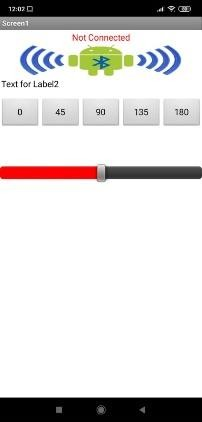 12:02
Screen1
Not Connected
Text for Label2
0 45 90 135 180